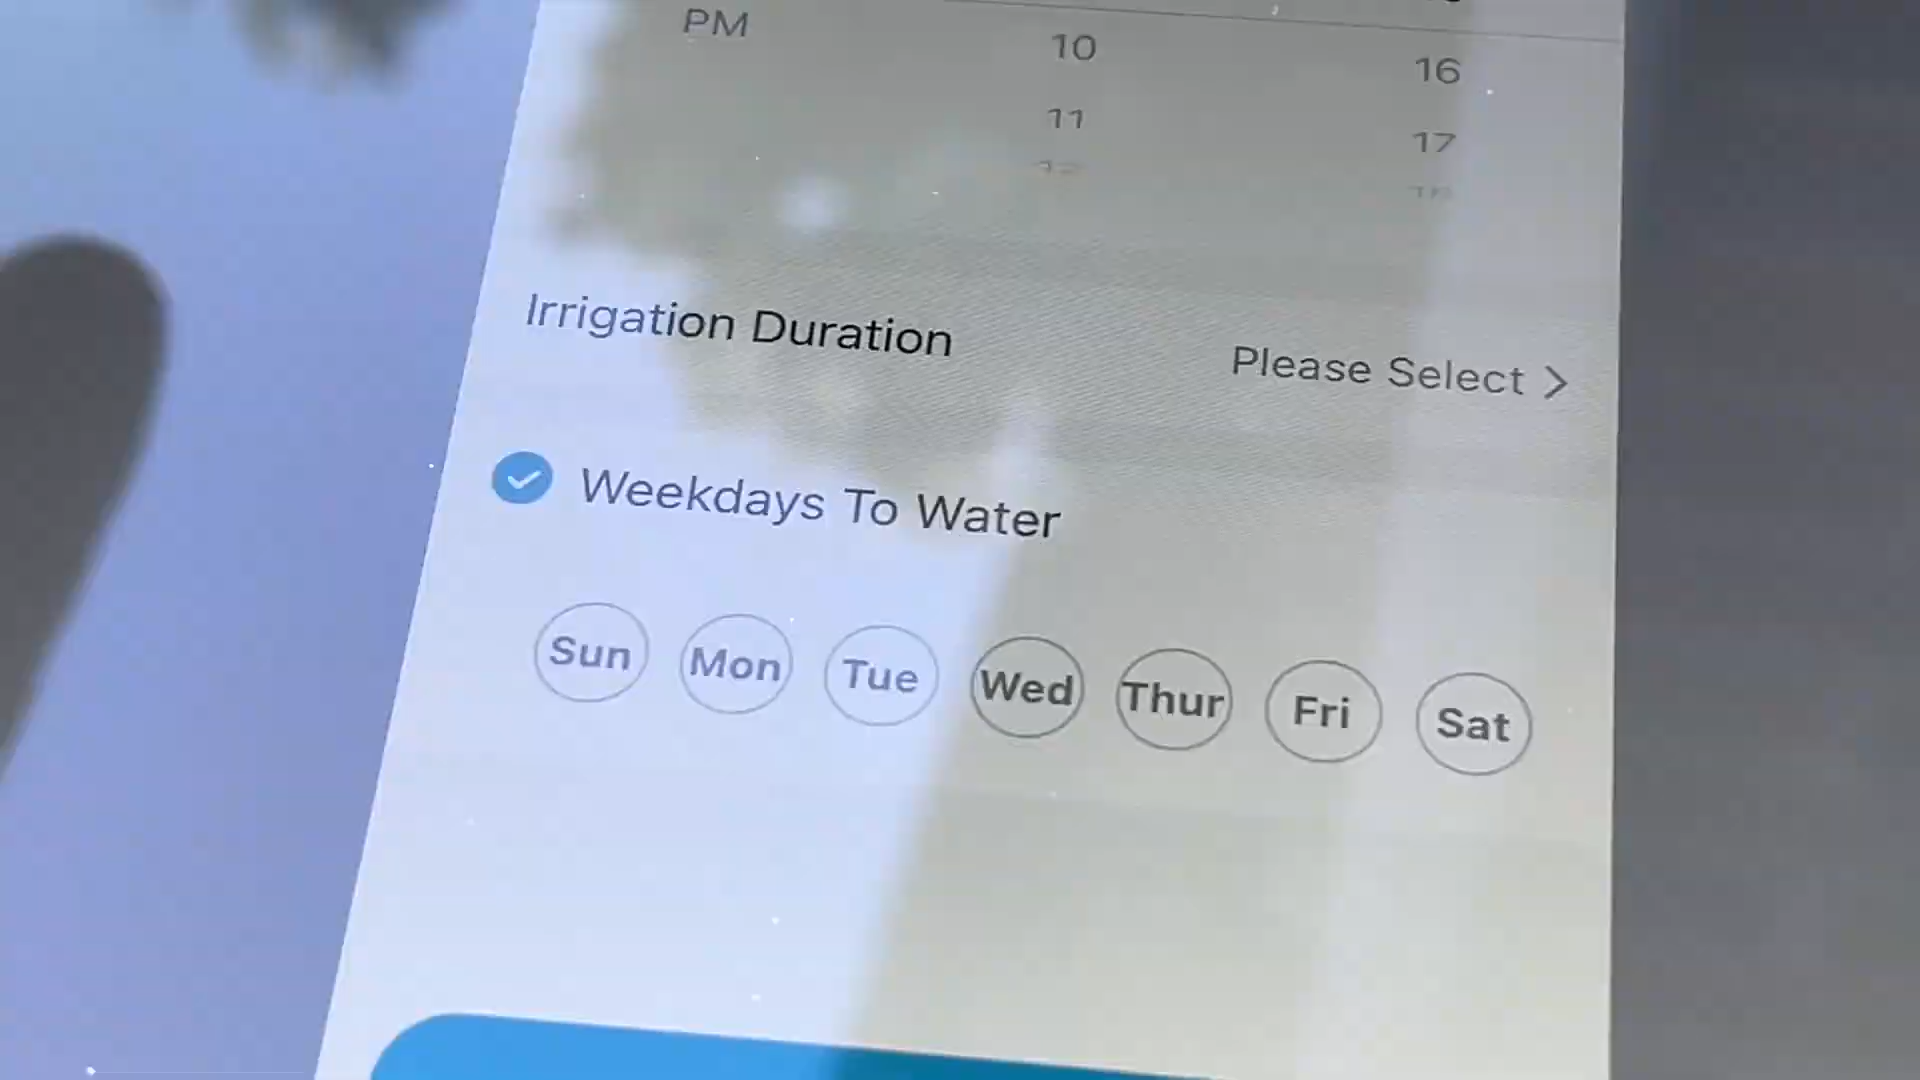 PM 10 16
11 17
Irrigation Duration Please Select >
Weekdays To Water
Sun Mon Tue Wed Thur Fri Sat